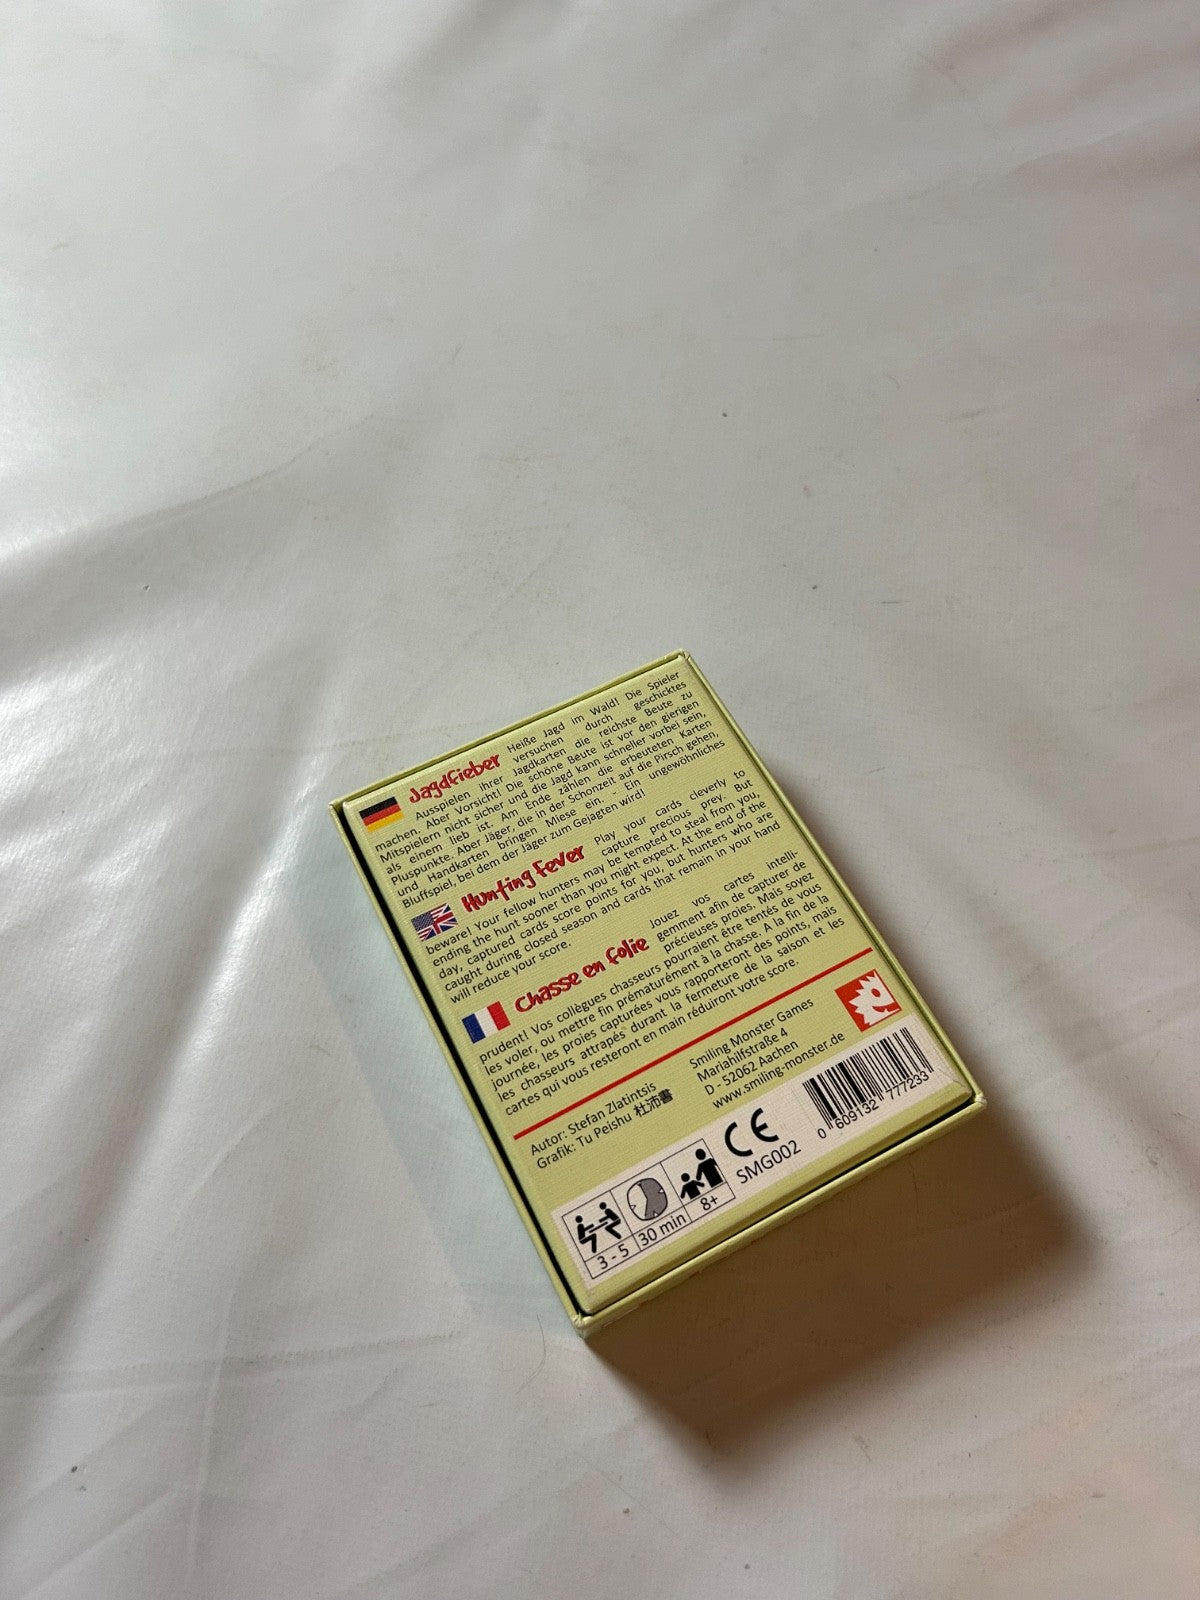 Jagdfieber Heiße Jagd im Wald! Die Spieler
versuchen durch geschicktes
Ausspielen ihrer Jagdkarten die reichste Beute zu
machen. Aber Vorsicht! Die schöne Beute ist vor den gierigen
Mitspielern nicht sicher und die Jagd kann schneller vorbei sein,
als einem lieb ist. Am Ende zählen die erbeuteten Karten
Pluspunkte. Aber Jäger, die in der Schonzeit auf die Pirsch gehen,
und Handkarten bringen Miese ein. - Ein ungewöhnliches
Bluffspiel, bei dem der Jäger zum Gejagten wird!
Hunting Fever Play your cards cleverly to
capture precious prey. But
beware! Your fellow hunters may be tempted to steal from you,
ending the hunt sooner than you might expect. At the end of the
day, captured cards score points for you, but hunters who are
caught during closed season and cards that remain in your hand
will reduce your score.
Chasse en folie Jouez vos cartes intelli-
gemment afin de capturer de
précieuses proies. Mais soyez
prudent! Vos collègues chasseurs pourraient être tentés de vous
les voler, ou mettre fin prématurément à la chasse. A la fin de la
journée, les proies capturées vous rapporteront des points, mais
les chasseurs attrapés durant la fermeture de la saison et les
cartes qui vous resteront en main réduiront votre score.
Autor: Stefan Zlatintsis
Grafik: Tu Peishu 杜沛書
Smiling Monster Games
Mariahilfstraße 4
D - 52062 Aachen
www.smiling-monster.de
3 - 5
30 min
8+
CE
SMG002
0 609132 777233